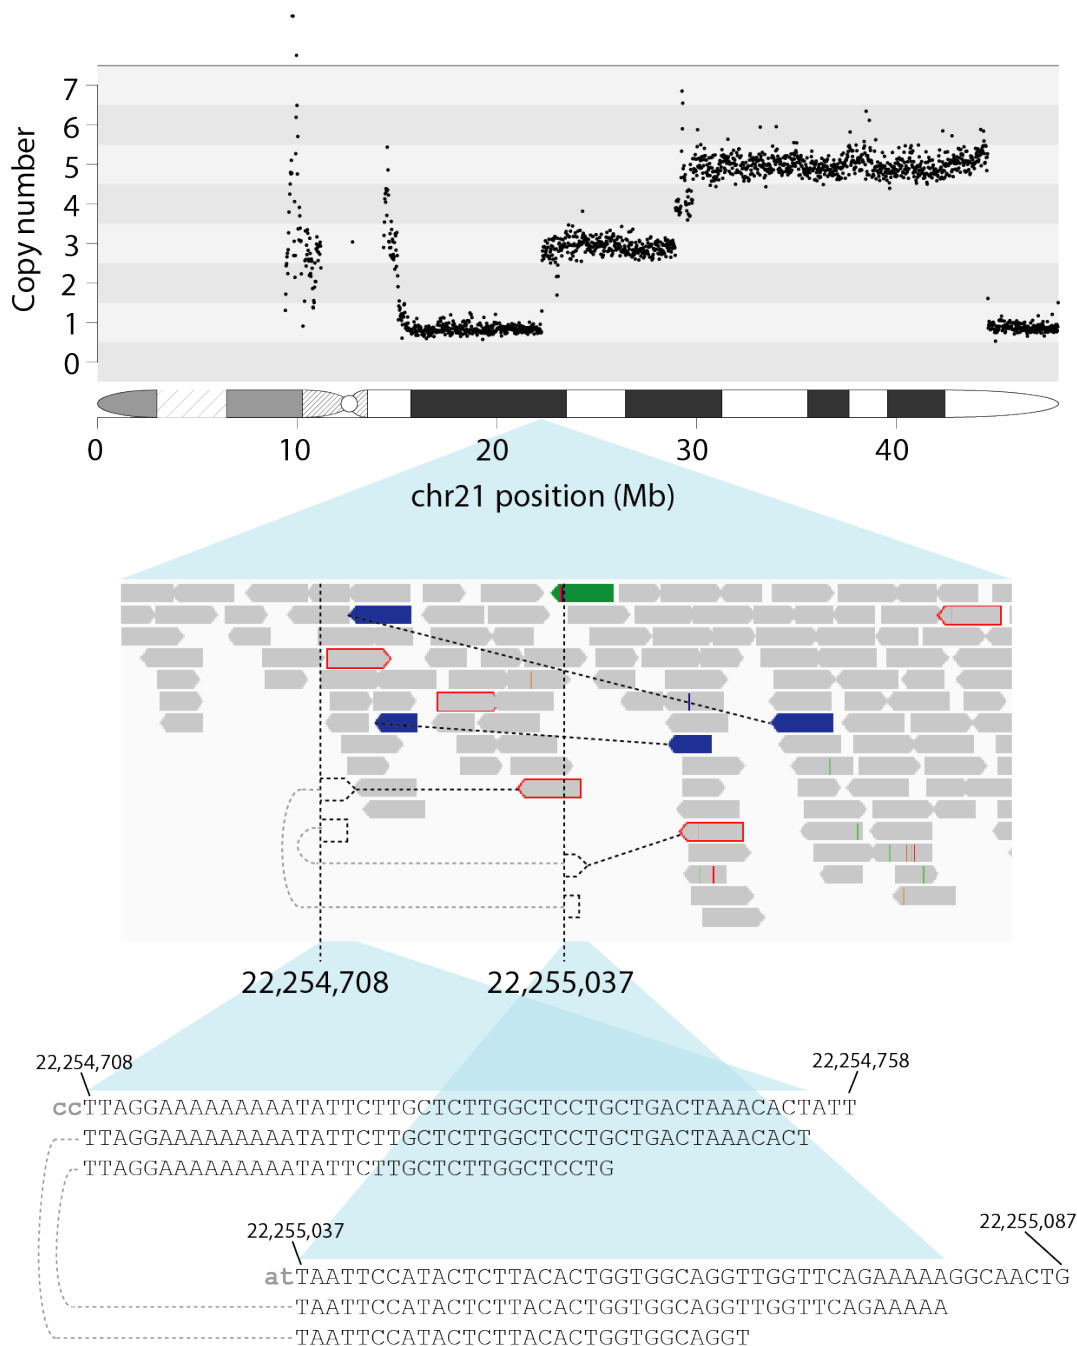 7
6
5
4
3
2
1
0
Copy number
0
10
20
30
40
chr21 position (Mb)
22,254,708
22,255,037
22,254,708
22,254,758
ccTTAGGAAAAAAAAATATTCTTGCTCTTGGCTCCTGCTGACTAAACACTATT
TTAGGAAAAAAAAATATTCTTGCTCTTGGCTCCTGCTGACTAAACACT
TTAGGAAAAAAAAATATTCTTGCTCTTGGCTCCTG
22,255,037
22,255,087
atTAATTCCATACTCTTACACTGGTGGCAGGTTGGTTCAGAAAAAGGCAACTG
TAATTCCATACTCTTACACTGGTGGCAGGTTGGTTCAGAAAAA
TAATTCCATACTCTTACACTGGTGGCAGGT